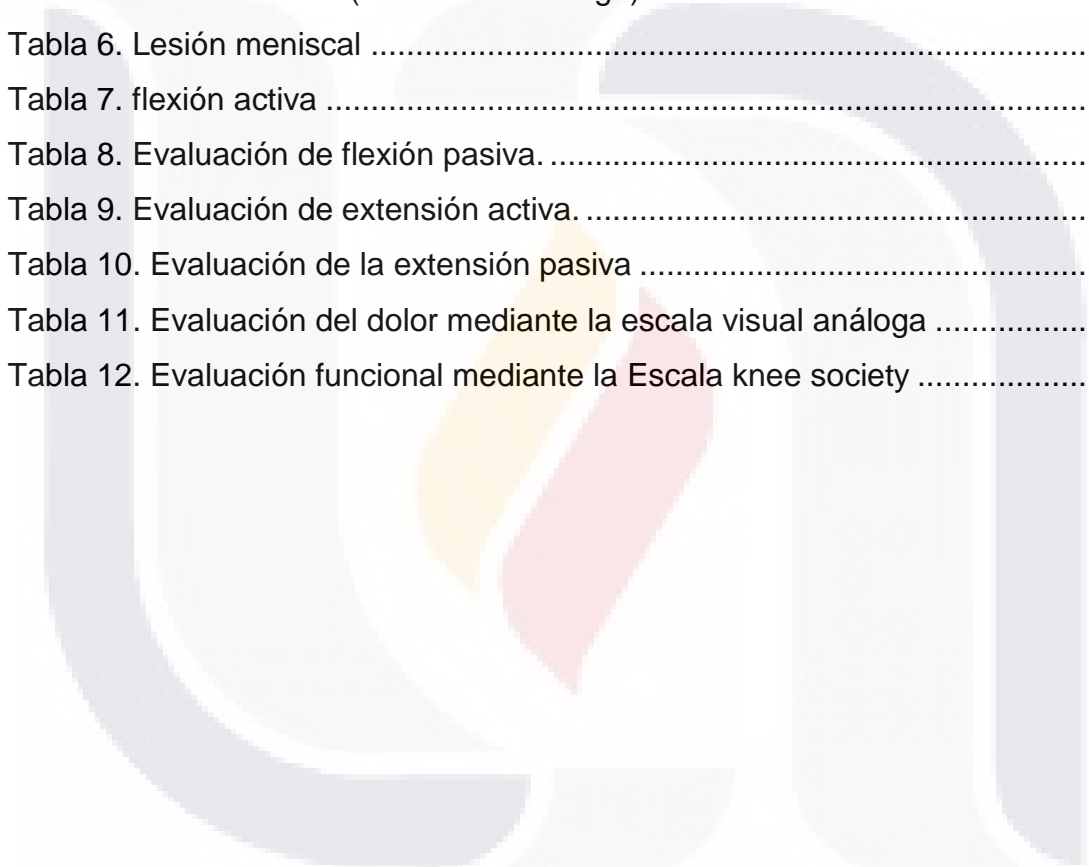 Tabla 6. Lesión meniscal ....................................................................................
Tabla 7. flexión activa ..........................................................................................
Tabla 8. Evaluación de flexión pasiva. ...............................................................
Tabla 9. Evaluación de extensión activa. ..........................................................
Tabla 10. Evaluación de la extensión pasiva ....................................................
Tabla 11. Evaluación del dolor mediante la escala visual análoga .................
Tabla 12. Evaluación funcional mediante la Escala knee society ...................